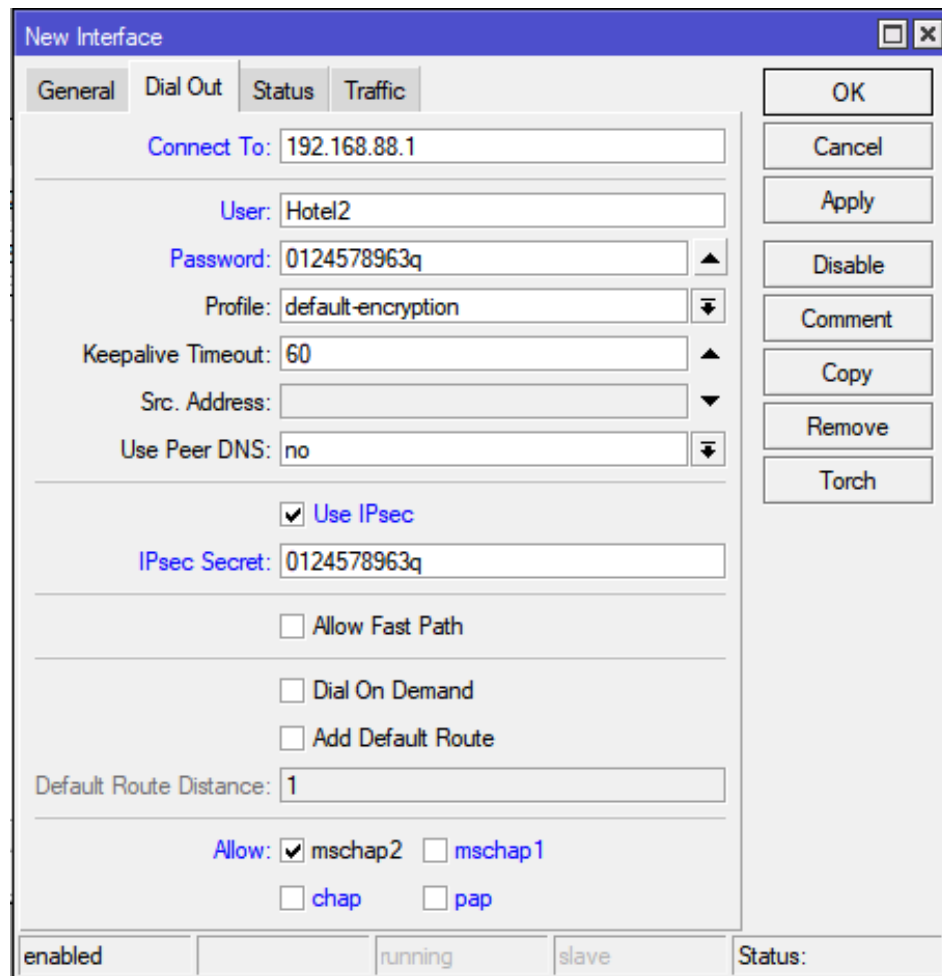 New Interface
General Dial Out Status Traffic
OK
Connect To: 192.168.88.1
Cancel
User: Hotel2
Apply
Password: 0124578963q
Disable
Profile: default-encryption
Comment
Keepalive Timeout: 60
Copy
Src. Address:
Remove
Use Peer DNS: no
Torch
Use IPsec
IPsec Secret: 0124578963q
Allow Fast Path
Dial On Demand
Add Default Route
Default Route Distance: 1
Allow: mschap2 mschap1
chap pap
enabled running slave Status: